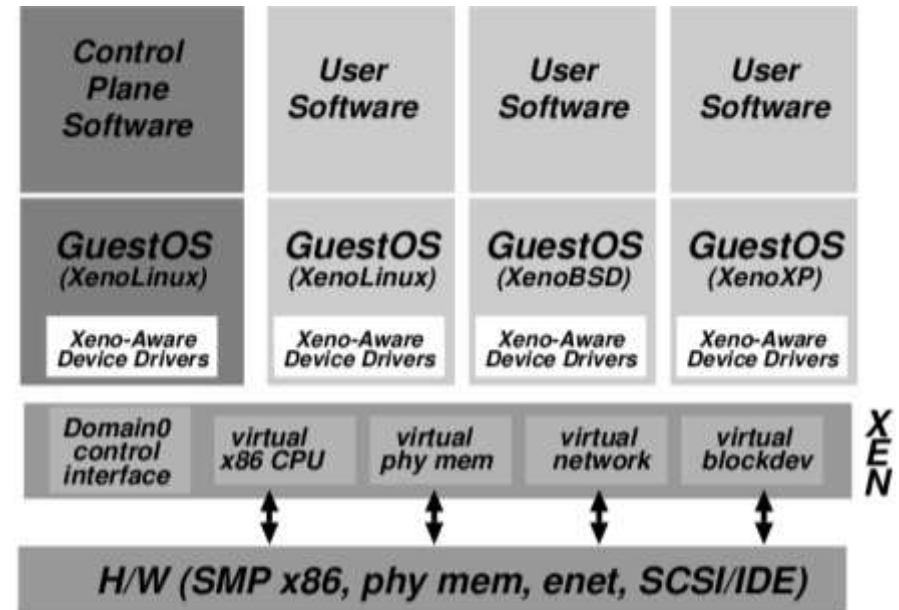 Control
Plane
Software
User
Software
User
Software
User
Software
GuestOS
(XenoLinux)
Xeno-Aware
Device Drivers
GuestOS
(XenoLinux)
Xeno-Aware
Device Drivers
GuestOS
(XenoBSD)
Xeno-Aware
Device Drivers
GuestOS
(XenoXP)
Xeno-Aware
Device Drivers
Domain0
control
interface
virtual
x86 CPU
virtual
phy mem
virtual
network
virtual
blockdev
XEN
H/W (SMP x86, phy mem, enet, SCSI/IDE)